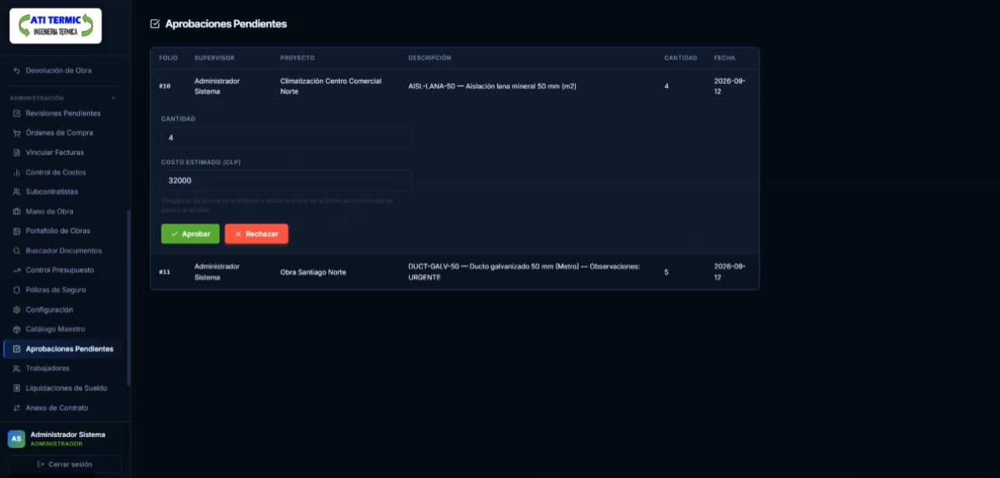 ATI TERMIC
INGENIERIA TERMICA
Devolución de Obra
ADMINISTRACIÓN
Revisiones Pendientes
Órdenes de Compra
Vincular Facturas
Control de Costos
Subcontratistas
Mano de Obra
Portafolio de Obras
Buscador Documentos
Control Presupuesto
Pólizas de Seguro
Configuración
Catálogo Maestro
Aprobaciones Pendientes
Trabajadores
Liquidaciones de Sueldo
Anexo de Contrato
AS
Administrador Sistema
ADMINISTRADOR
Cerrar sesión
Aprobaciones Pendientes
FOLIO SUPERVISOR PROYECTO DESCRIPCIÓN CANTIDAD FECHA
#10 Administrador Sistema Climatización Centro Comercial Norte AISL-LANA-50 — Aislación lana mineral 50 mm (m2) 4 2026-09-12
CANTIDAD
4
COSTO ESTIMADO (CLP)
32000
Obligatorio. Es el total de la solicitud y define el precio de la Orden de Compra que se
genera al aprobar.
Aprobar Rechazar
#11 Administrador Sistema Obra Santiago Norte DUCT-GALV-50 — Ducto galvanizado 50 mm (Metro) — Observaciones: URGENTE 5 2026-09-12